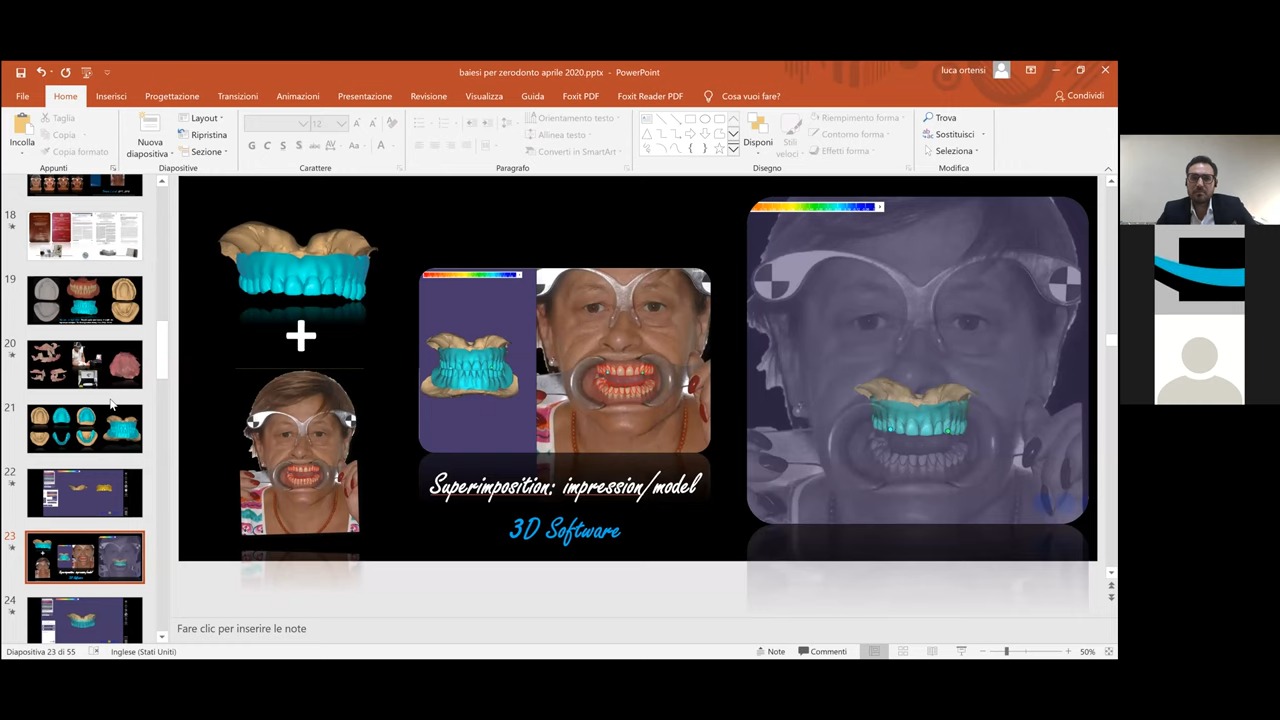 baiesi per zerodonto aprile 2020.pptx - PowerPoint
luca ortensi
File
Home
Inserisci
Progettazione
Transizioni
Animazioni
Presentazione
Revisione
Visualizza
Guida
Foxit PDF
Foxit Reader PDF
Cosa vuoi fare?
Condividi
Incolla
Taglia
Copia
Copia formato
Appunti
Nuova
diapositiva
Layout
Ripristina
Sezione
Diapositive
12
G C S S abc AV Aa A
Carattere
Orientamento testo
Allinea testo
Converti in SmartArt
Paragrafo
Disponi
Stili
veloci
Riempimento forma
Contorno forma
Effetti forma
Disegno
Trova
Sostituisci
Seleziona
Modifica
18
19
20
21
22
23
24
Superimposition: impression/model
3D Software
Fare clic per inserire le note
Diapositiva 23 di 55
Inglese (Stati Uniti)
Note
Commenti
50%